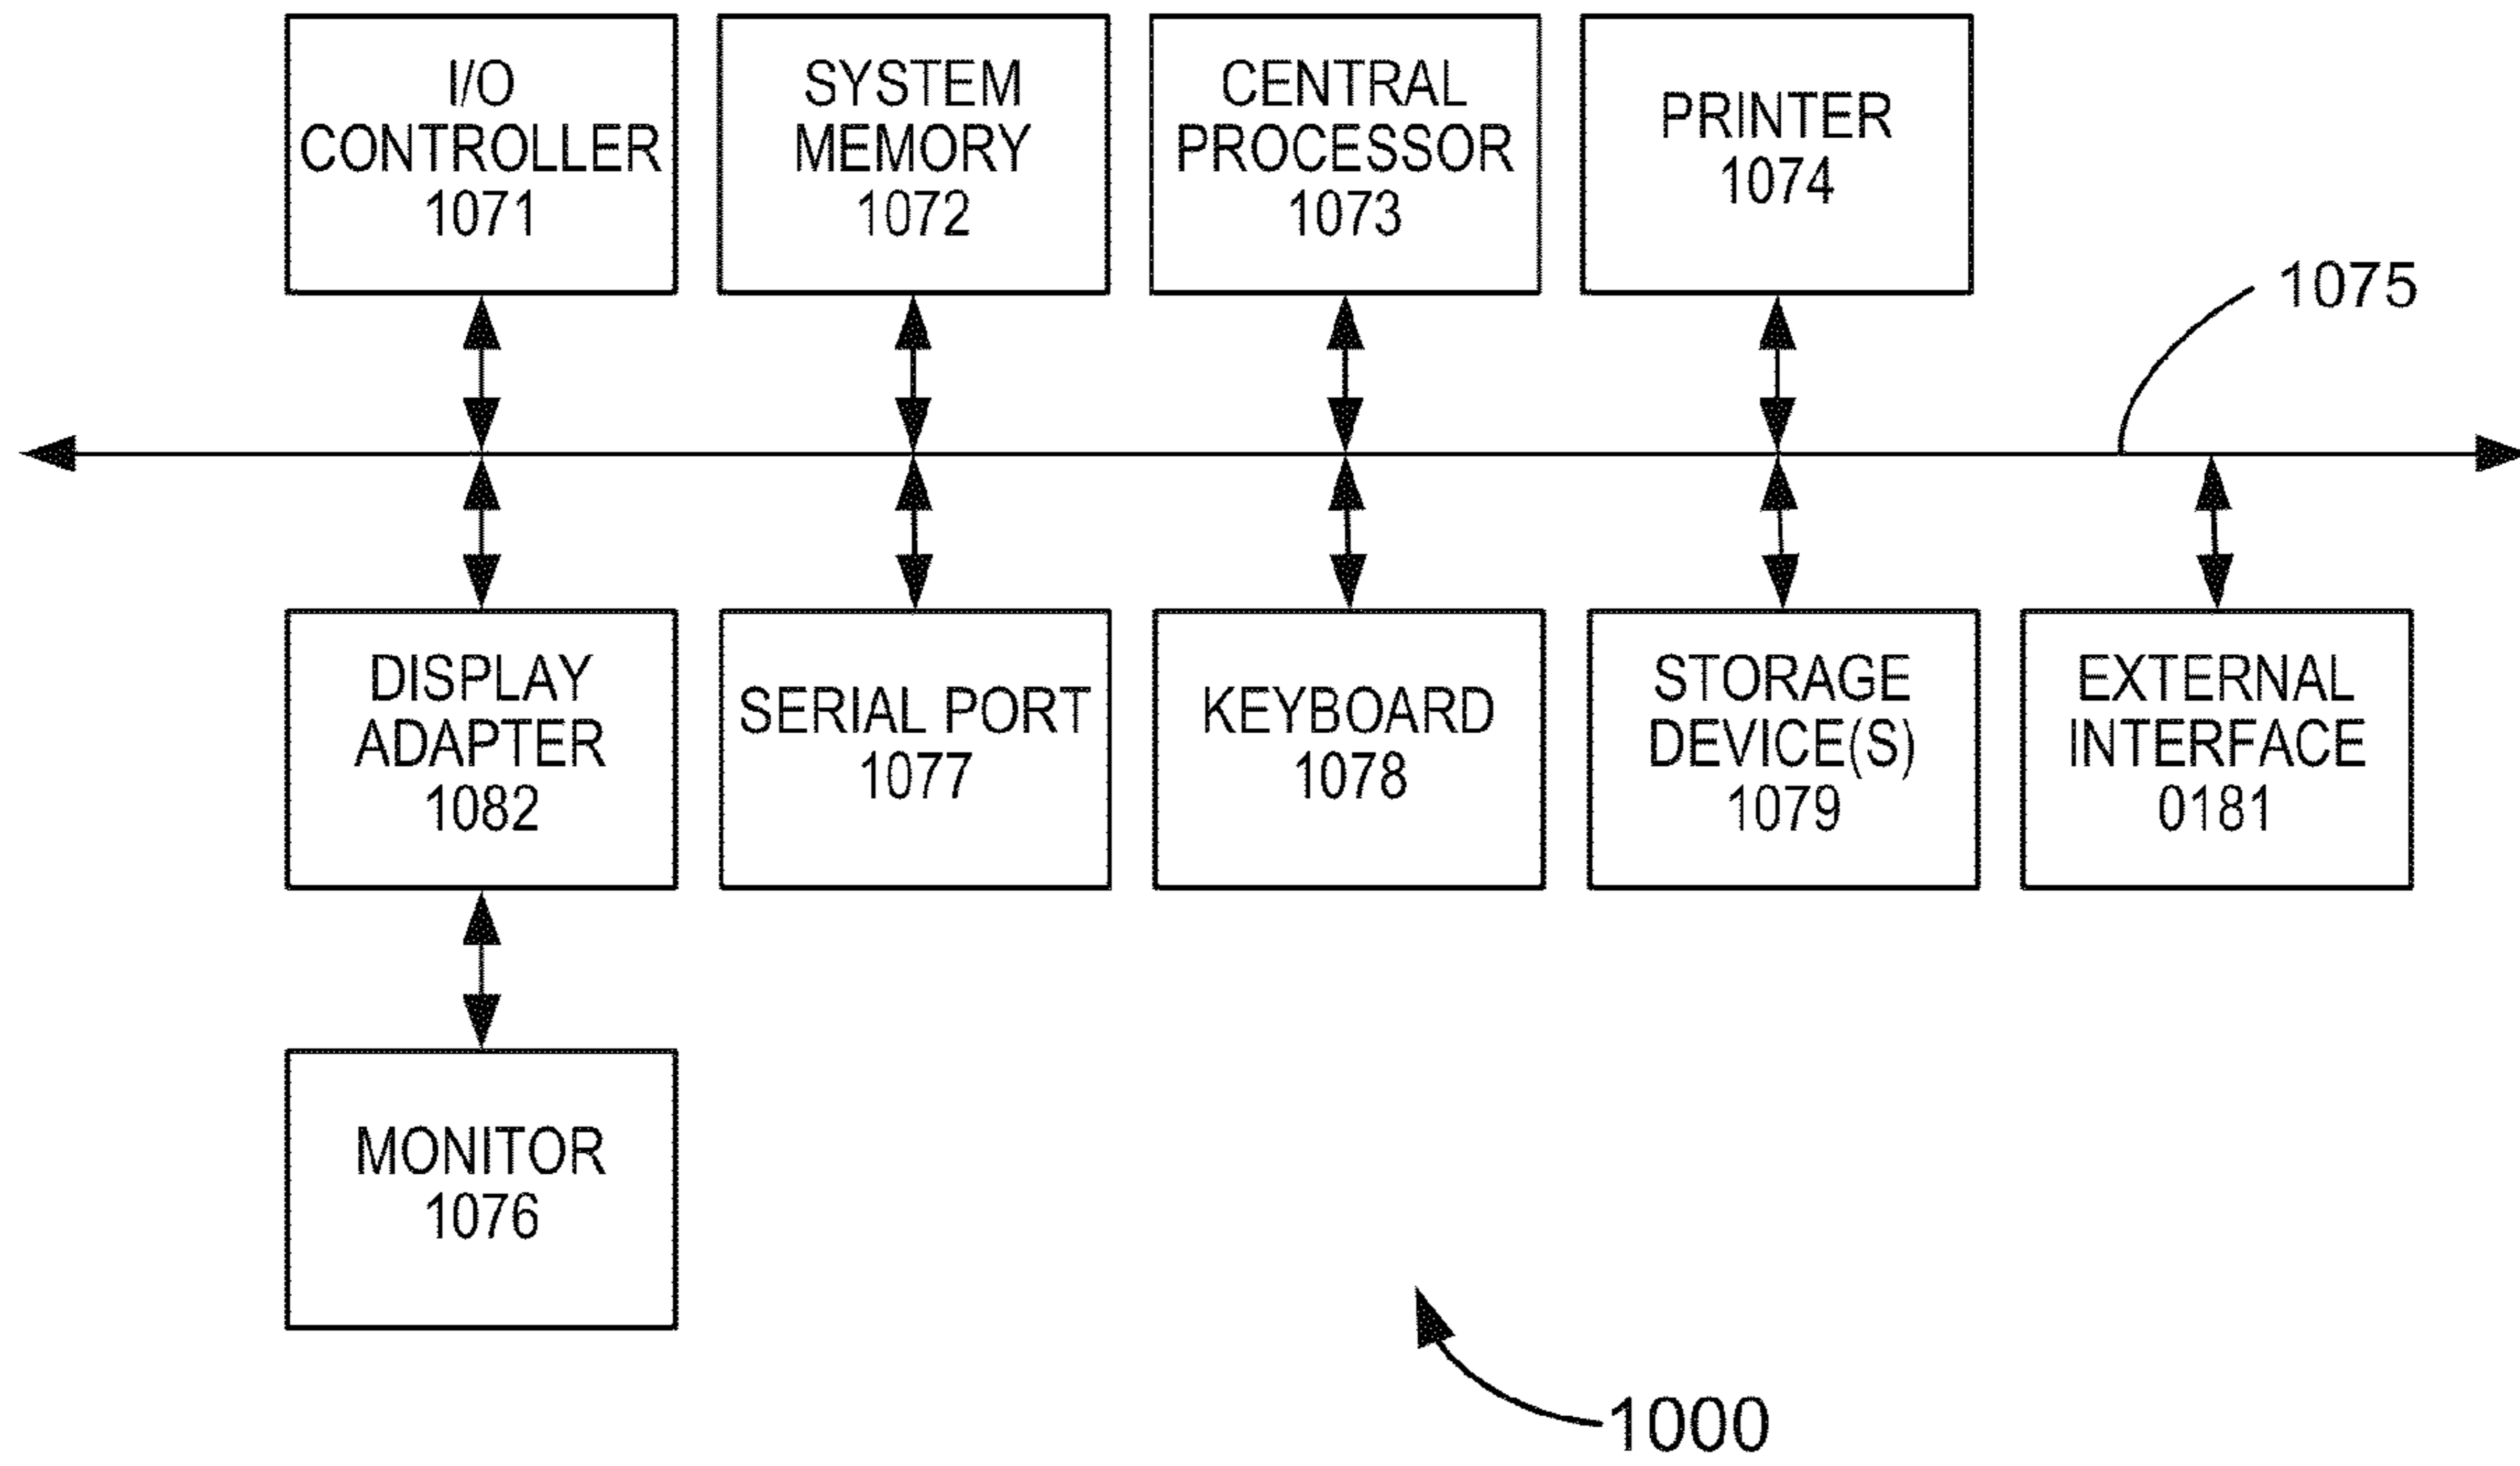 I/O
CONTROLLER
1071
SYSTEM
MEMORY
1072
CENTRAL
PROCESSOR
1073
PRINTER
1074
1075
DISPLAY
ADAPTER
1082
SERIAL PORT
1077
KEYBOARD
1078
STORAGE
DEVICE(S)
1079
EXTERNAL
INTERFACE
0181
MONITOR
1076
1000